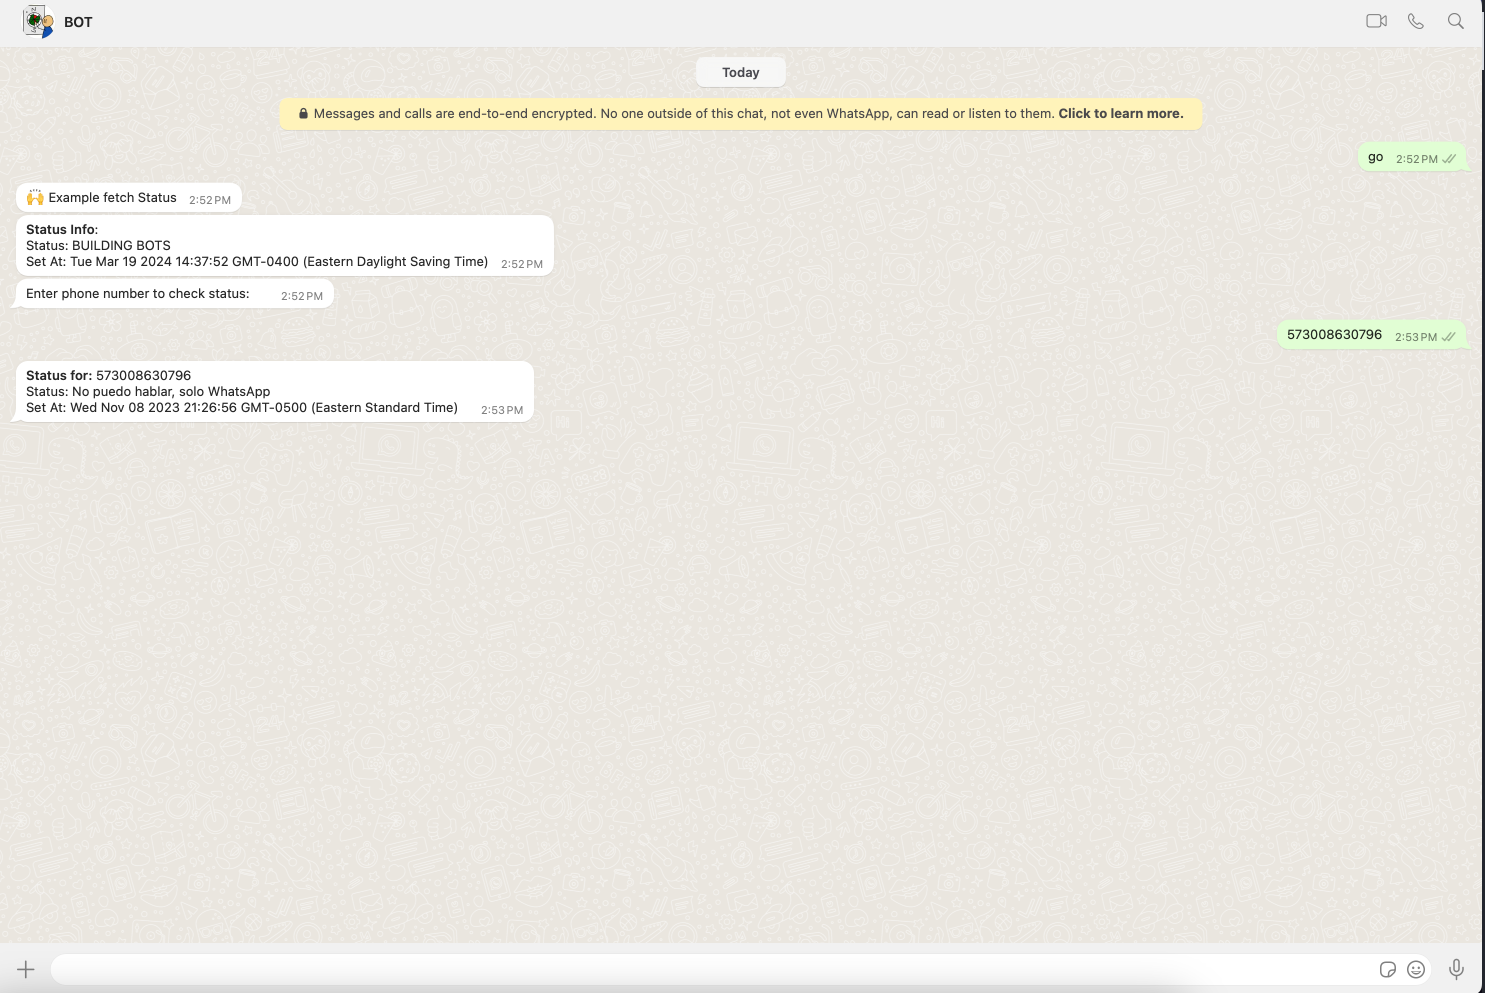 BOT
Today
Messages and calls are end-to-end encrypted. No one outside of this chat, not even WhatsApp, can read or listen to them. Click to learn more.
go 2:52 PM
🙌 Example fetch Status 2:52 PM
Status Info:
Status: BUILDING BOTS
Set At: Tue Mar 19 2024 14:37:52 GMT-0400 (Eastern Daylight Saving Time) 2:52 PM
Enter phone number to check status: 2:52 PM
573008630796 2:53 PM
Status for: 573008630796
Status: No puedo hablar, solo WhatsApp
Set At: Wed Nov 08 2023 21:26:56 GMT-0500 (Eastern Standard Time) 2:53 PM